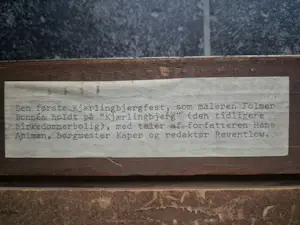 Den første Kjærlingbjergfest, som maleren Folmer
Bonnén holdt på "Kjærlingbjerg" (den tidligere
birkedommerbolig), med taler af forfatteren Hans
Ahlman, borgmester Kaper og redaktør Reventlow.